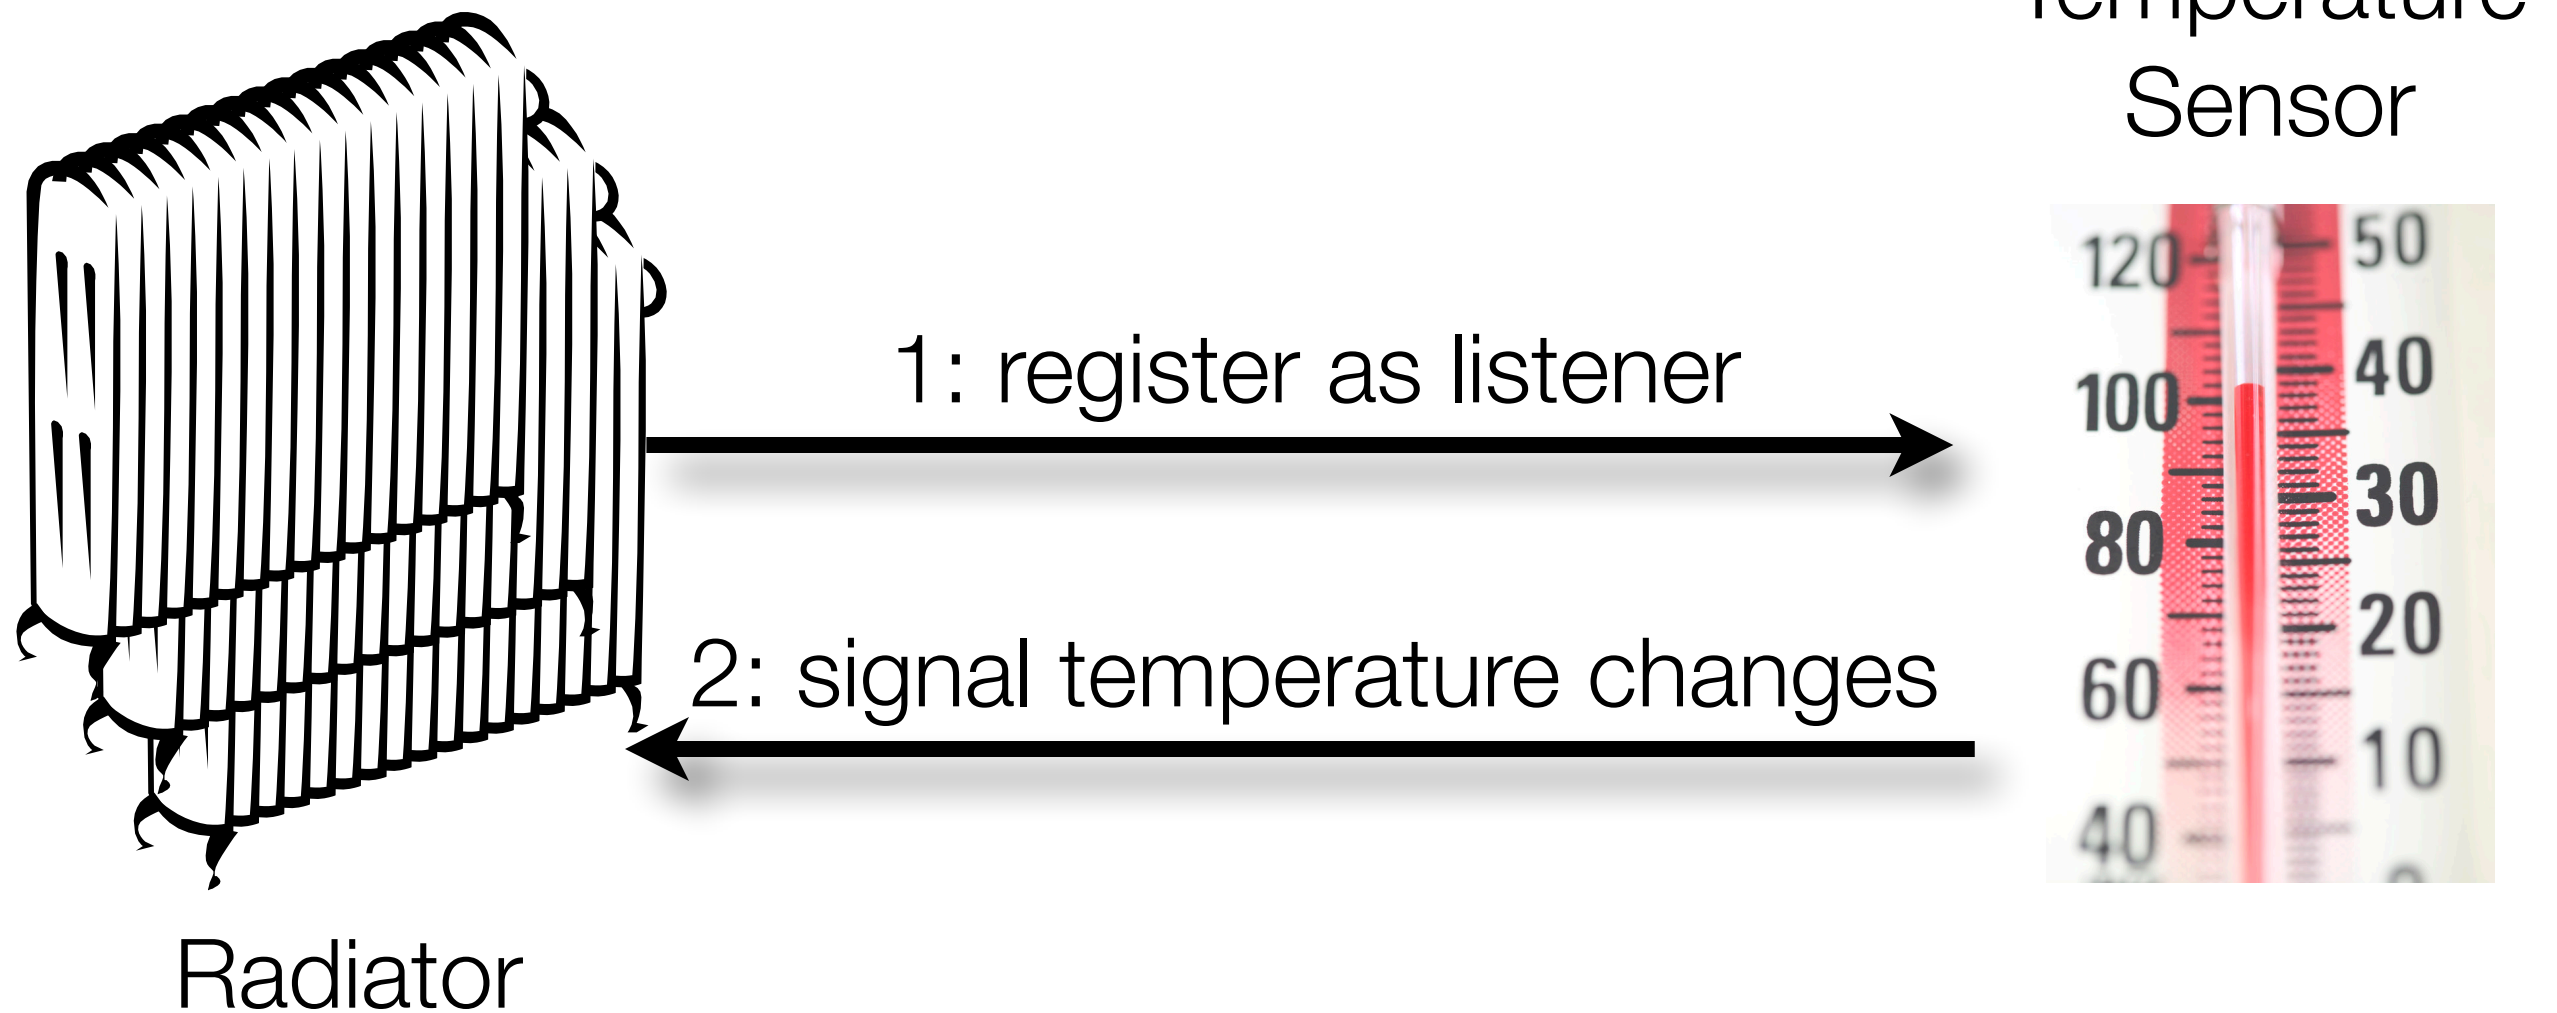 Temperature
Sensor
1: register as listener
2: signal temperature changes
Radiator
120
100
80
60
40
50
40
30
20
10